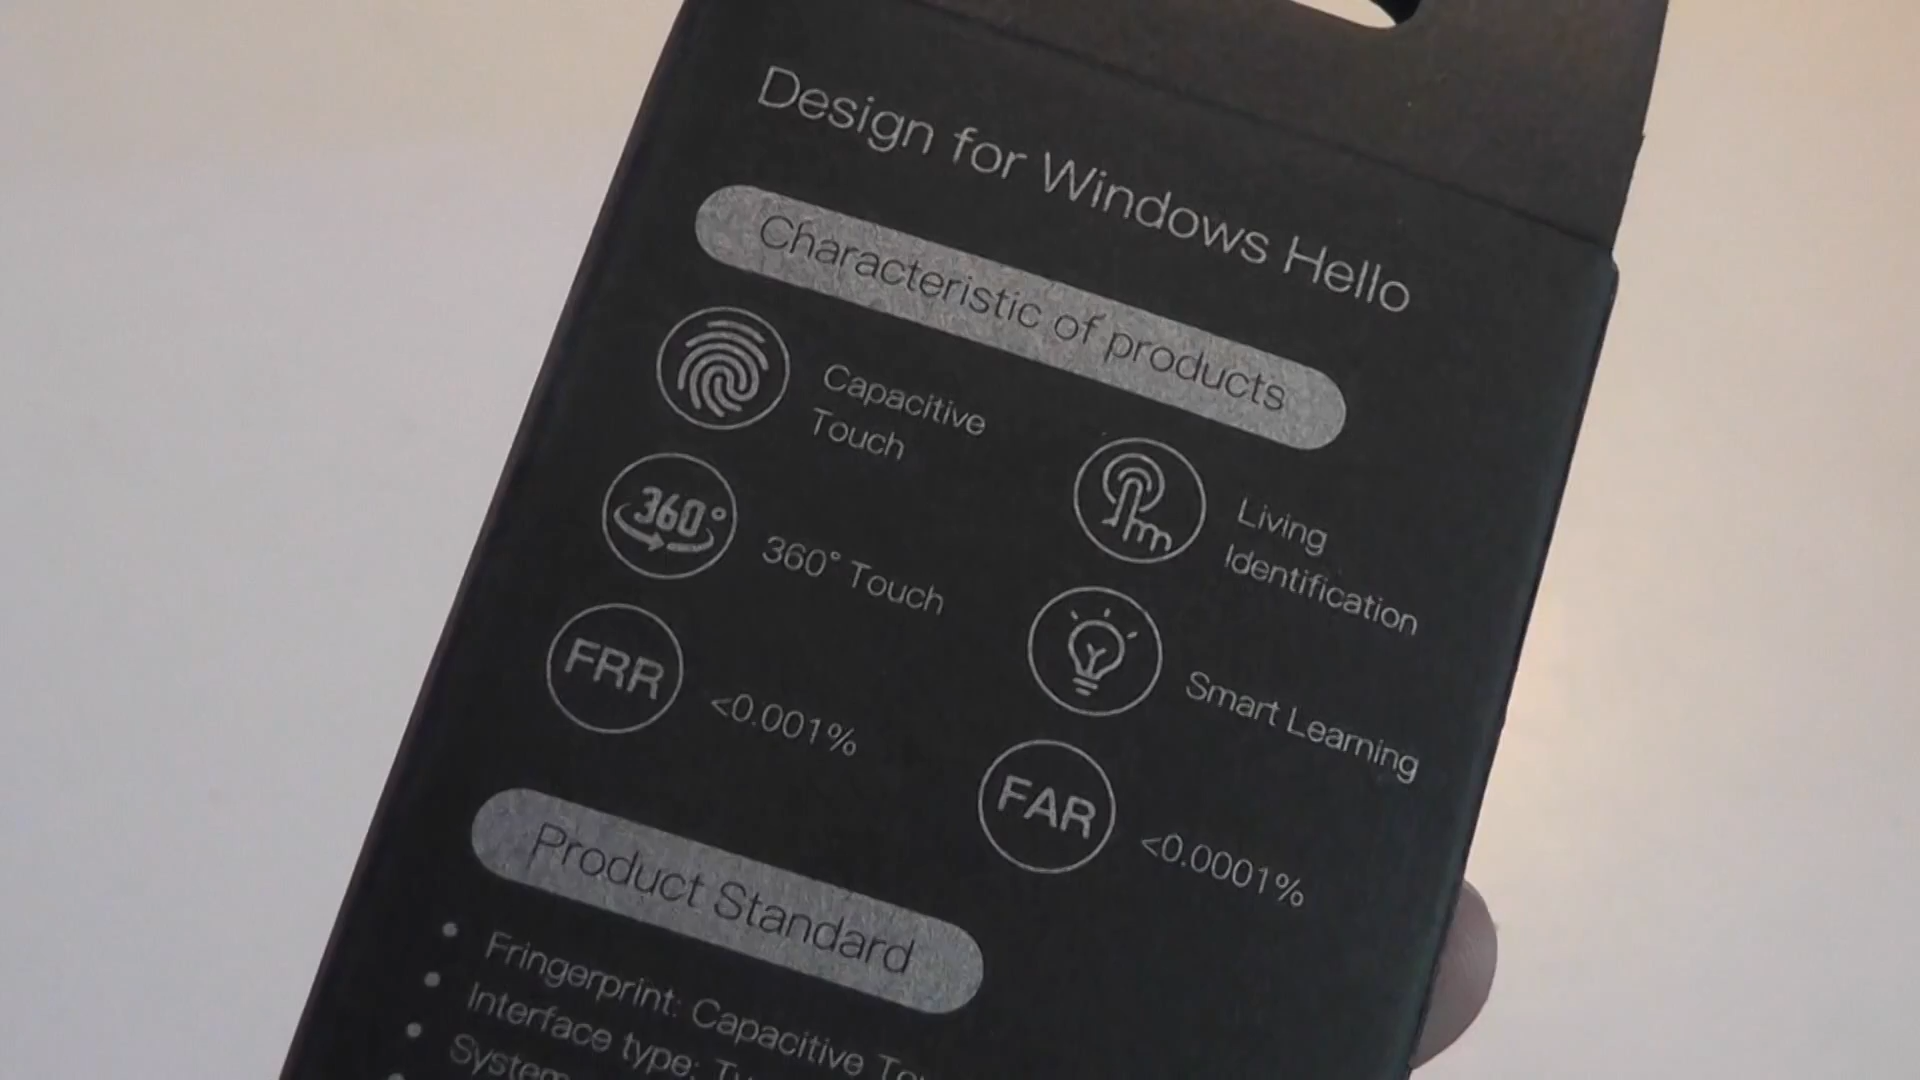 Design for Windows Hello
Characteristic of products
Capacitive
Touch
Living
Identification
360°
360° Touch
Smart Learning
FRR
<0.001%
FAR
<0.0001%
Product Standard
Fringerprint: Capacitive
Interface type:
System